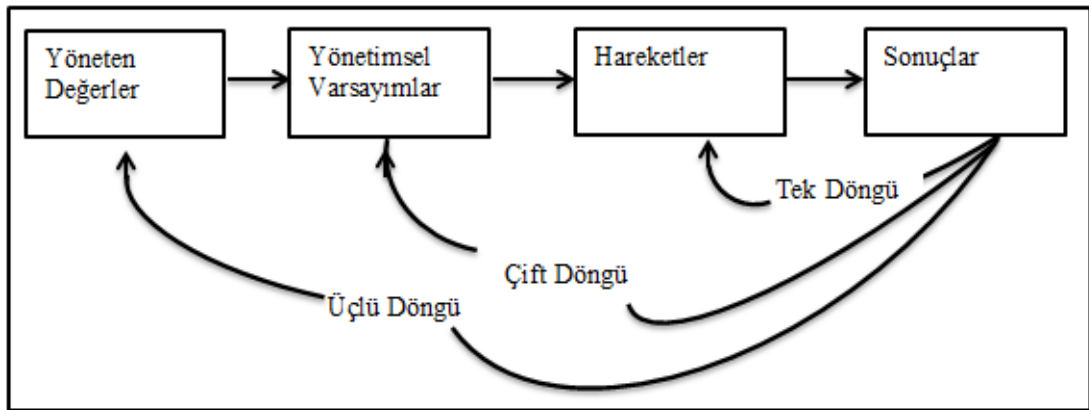 Yöneten
Değerler
Yönetimsel
Varsayımlar
Hareketler
Sonuçlar
Tek Döngü
Çift Döngü
Üçlü Döngü